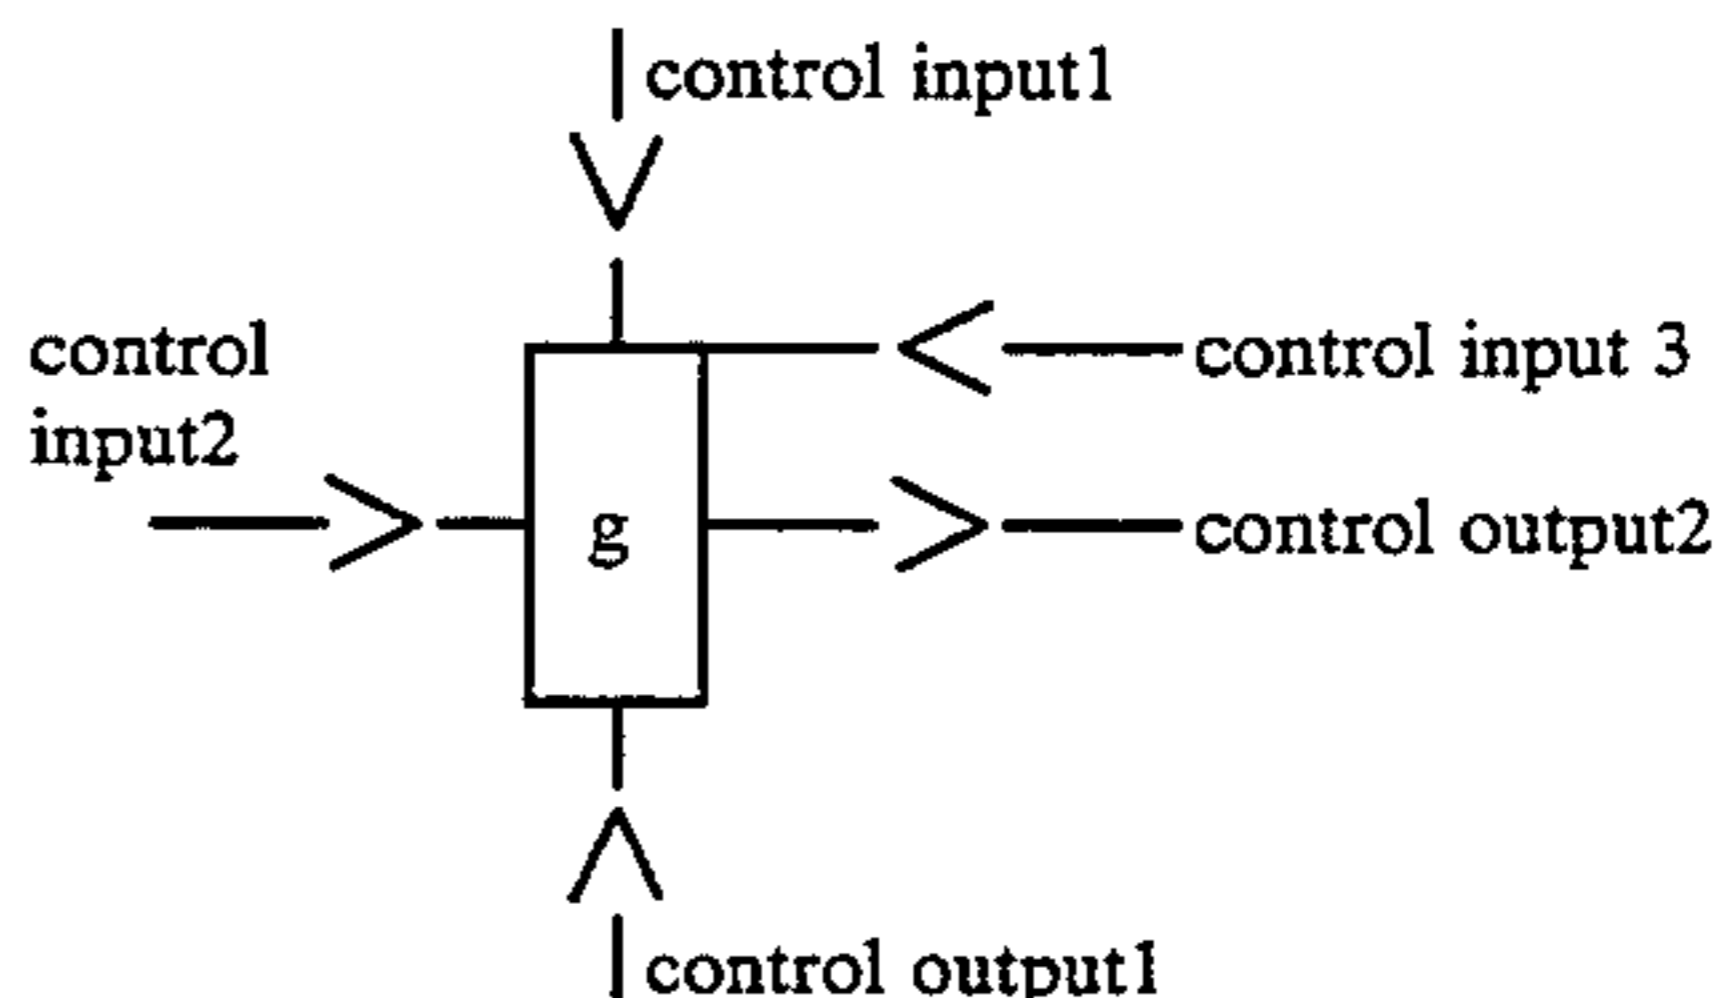 control input1
control
input2
control input 3
g
control output2
control output1